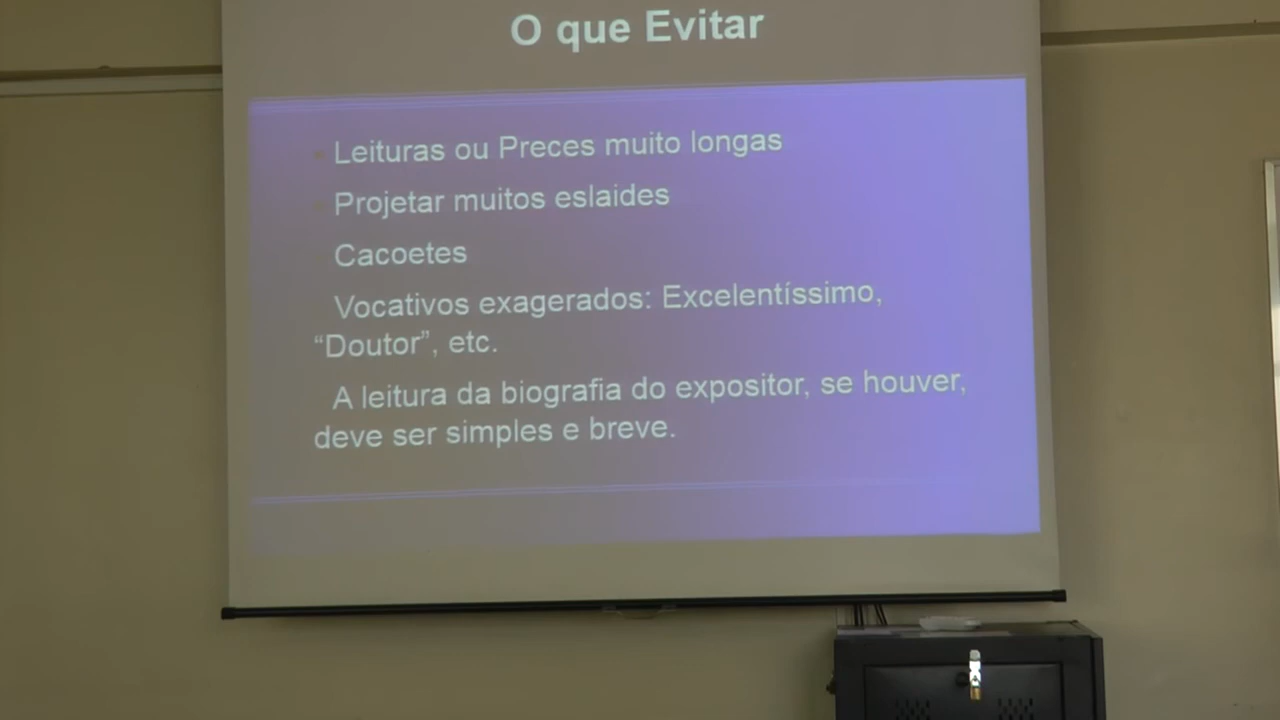 O que Evitar
Leituras ou Preces muito longas
Projetar muitos eslaides
Cacoetes
Vocativos exagerados: Excelentíssimo,
“Doutor”, etc.
A leitura da biografia do expositor, se houver,
deve ser simples e breve.